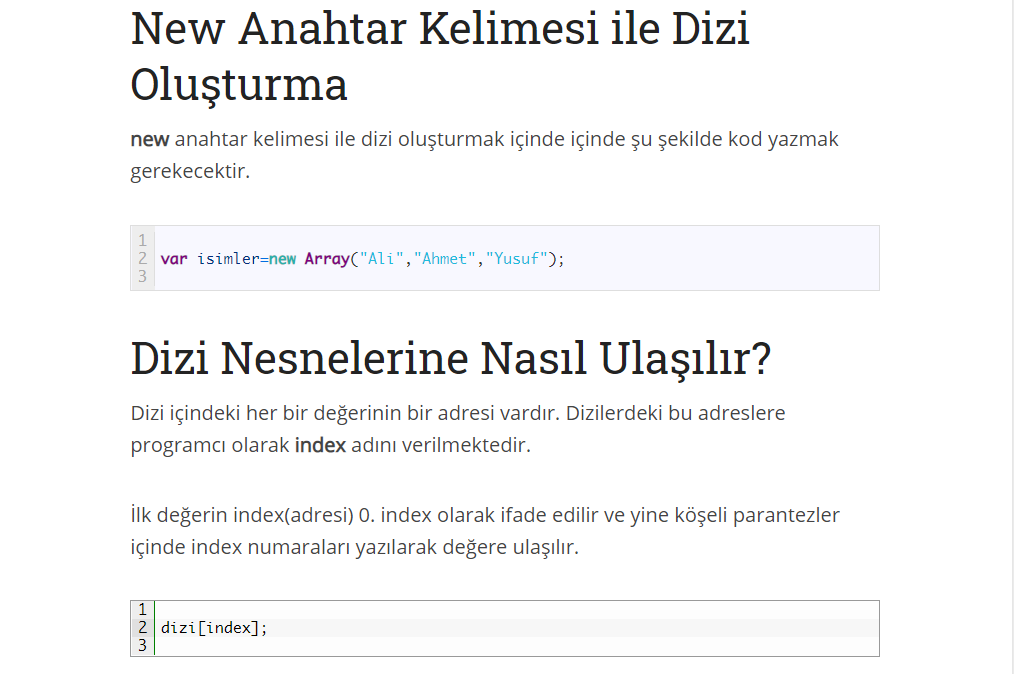 New Anahtar Kelimesi ile Dizi
Oluşturma
new anahtar kelimesi ile dizi oluşturmak içinde içinde şu şekilde kod yazmak
gerekecektir.
1
2 var isimler=new Array("Ali","Ahmet","Yusuf");
3
Dizi Nesnelerine Nasıl Ulaşılır?
Dizi içindeki her bir değerinin bir adresi vardır. Dizilerdeki bu adreslere
programcı olarak index adını verilmektedir.
İlk değerin index(adresi) 0. index olarak ifade edilir ve yine köşeli parantezler
içinde index numaraları yazılarak değere ulaşılır.
1
2 dizi[index];
3